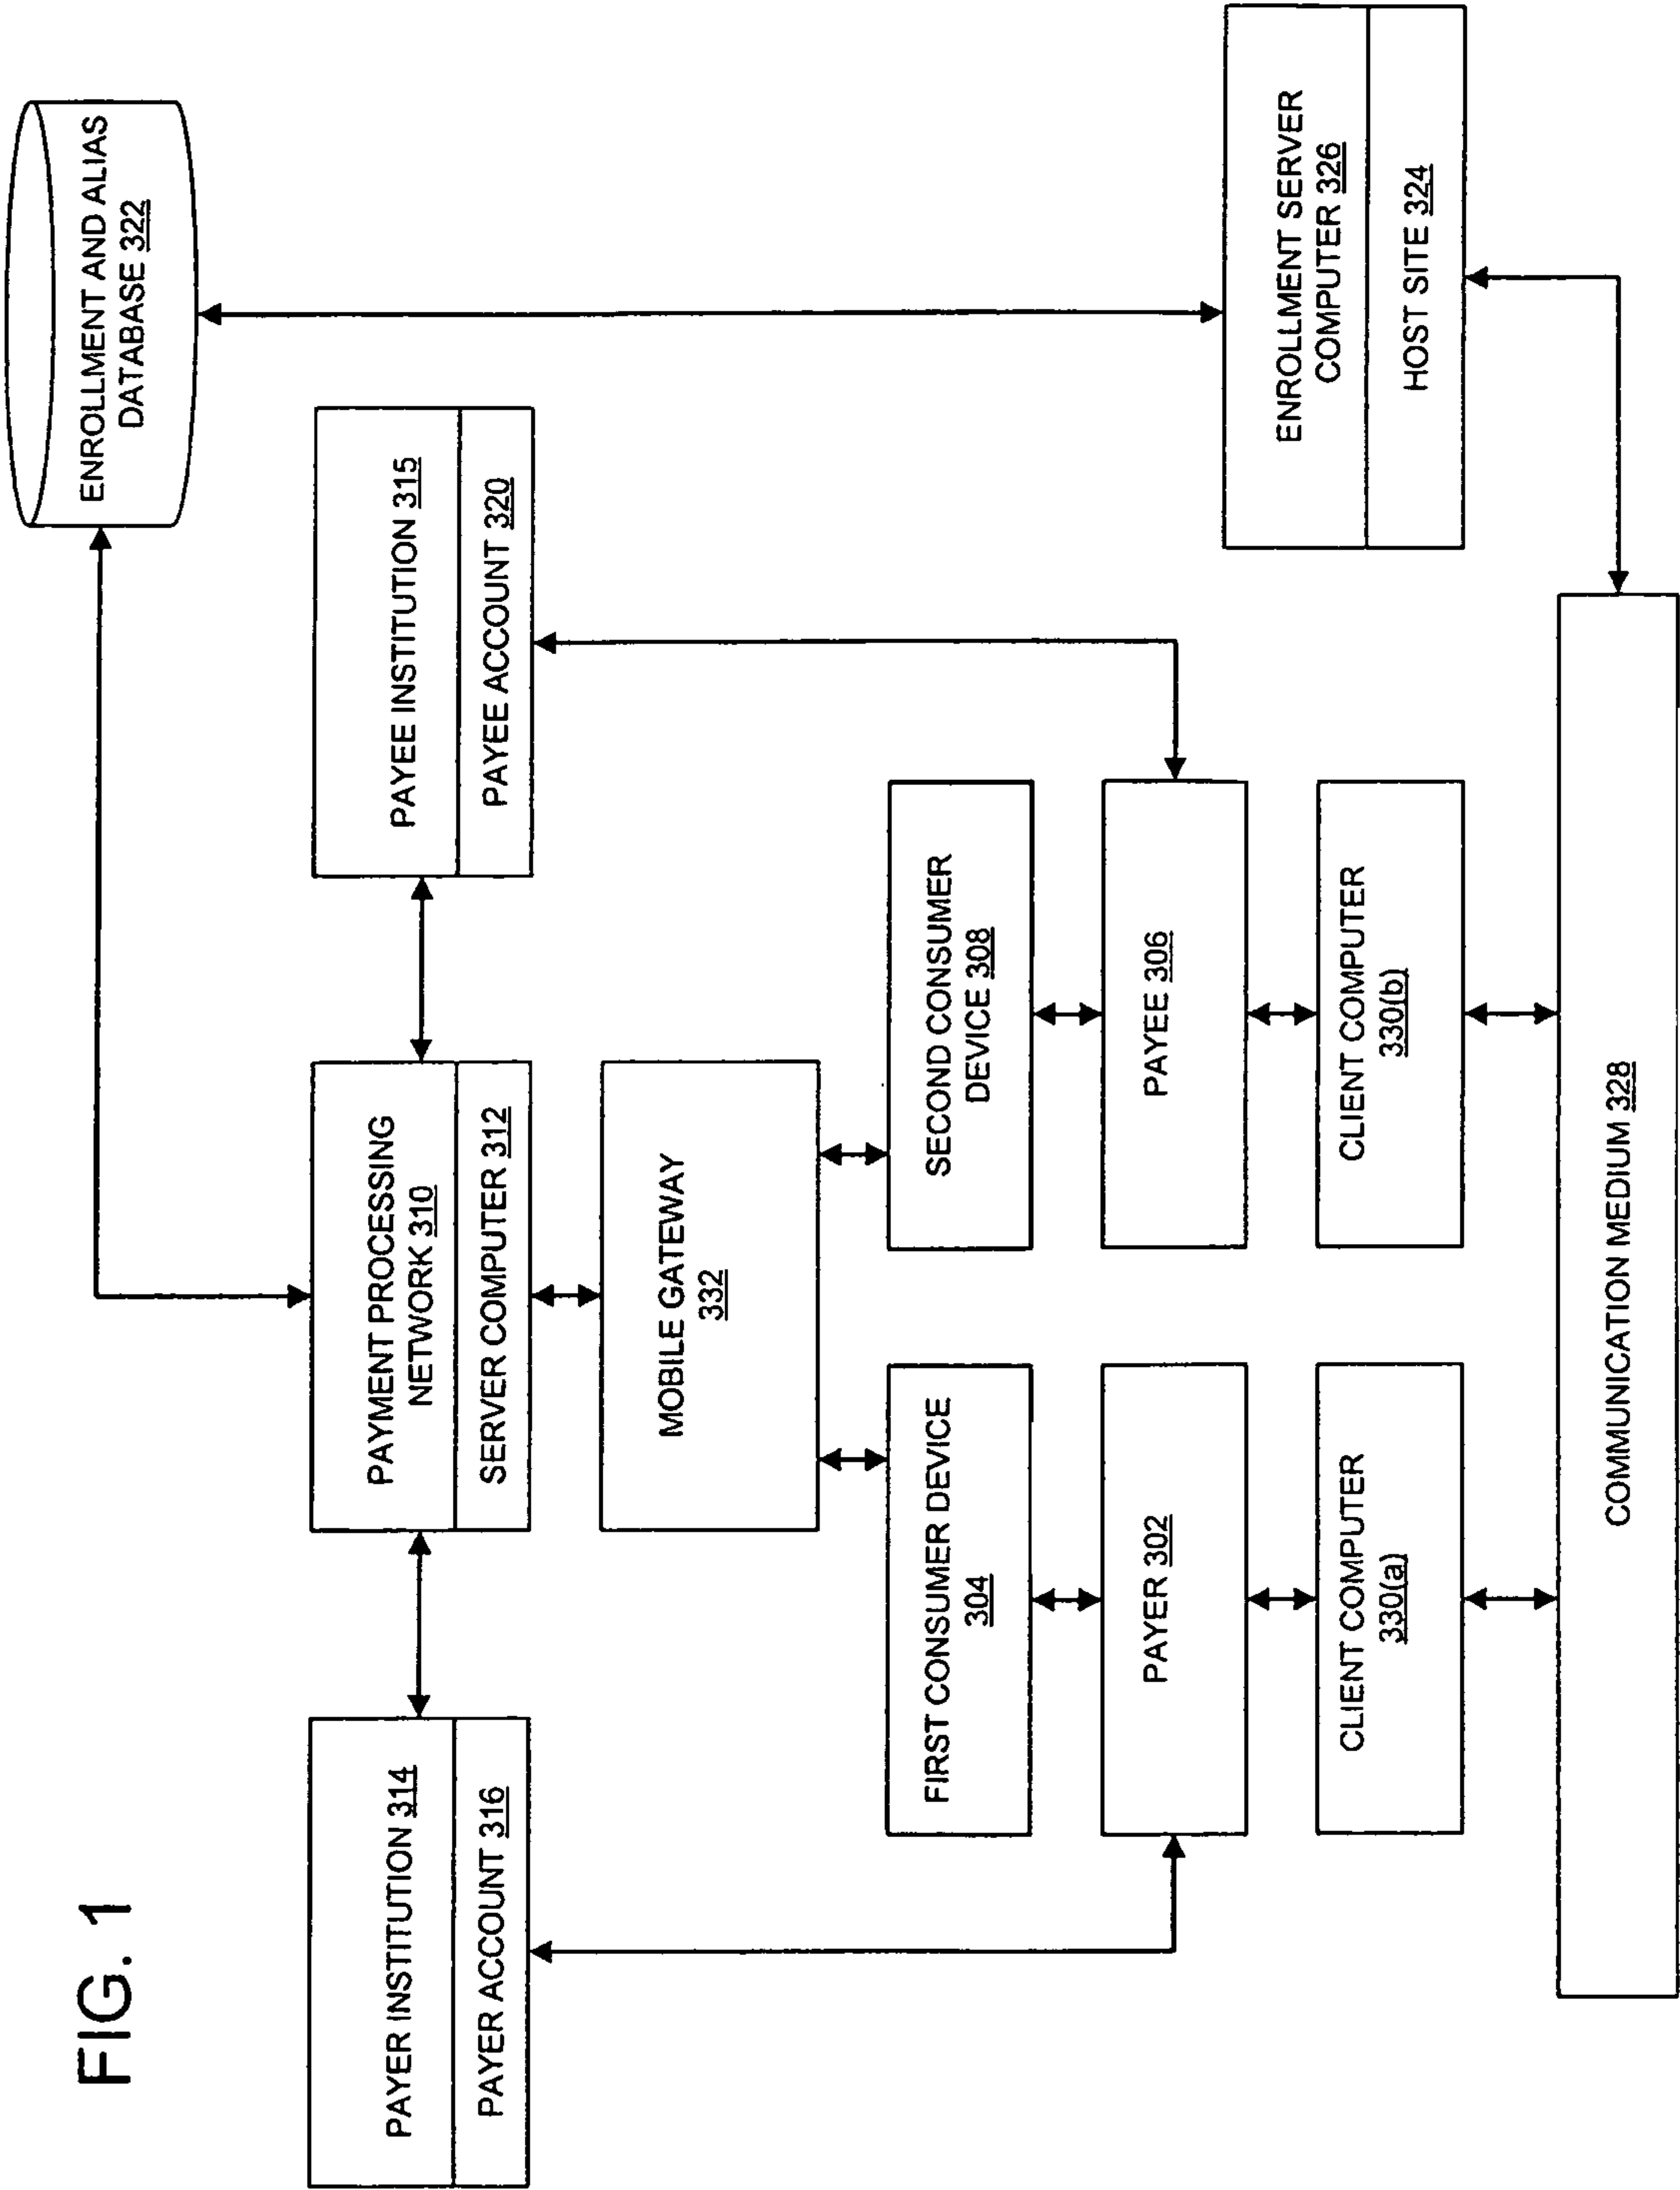 FIG. 1
ENROLLMENT AND ALIAS
DATABASE 322
PAYER INSTITUTION 314
PAYER ACCOUNT 316
PAYMENT PROCESSING
NETWORK 310
SERVER COMPUTER 312
PAYEE INSTITUTION 315
PAYEE ACCOUNT 320
MOBILE GATEWAY
332
FIRST CONSUMER DEVICE
304
SECOND CONSUMER
DEVICE 308
PAYER 302
PAYEE 306
CLIENT COMPUTER
330(a)
CLIENT COMPUTER
330(b)
ENROLLMENT SERVER
COMPUTER 326
HOST SITE 324
COMMUNICATION MEDIUM 328